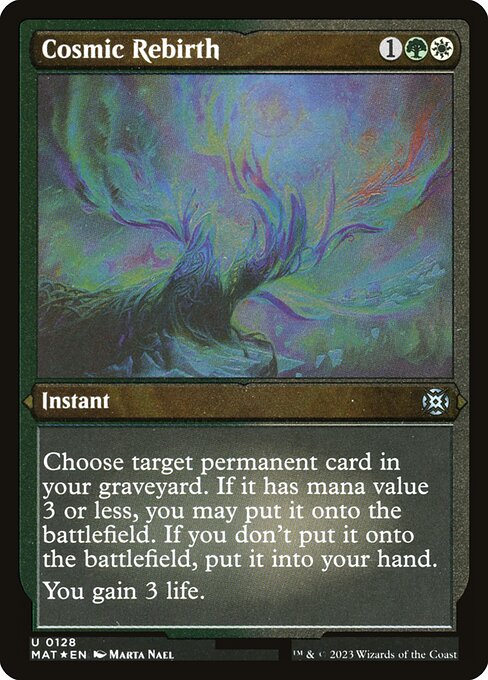 Cosmic Rebirth 1
Instant
Choose target permanent card in
your graveyard. If it has mana value
3 or less, you may put it onto the
battlefield. If you don't put it onto
the battlefield, put it into your hand.
You gain 3 life.
U 0128
MAT★EN Marta Nael
™ & © 2023 Wizards of the Coast